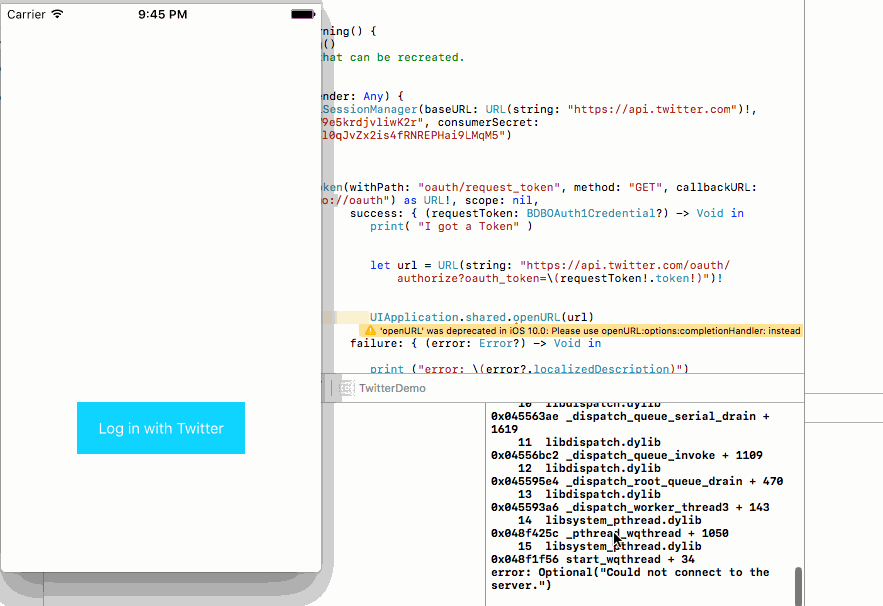 Carrier 9:45 PM
Log in with Twitter
rning() {
g()
that can be recreated.
ender: Any) {
SessionManager(baseURL: URL(string: "https://api.twitter.com")!,
9e5krdjvliwK2r", consumerSecret:
l0qJvZx2is4fRNREPHai9LMqM5")
ken(withPath: "oauth/request_token", method: "GET", callbackURL:
o://oauth") as URL!, scope: nil,
success: { (requestToken: BDBOAuth1Credential?) -> Void in
print( "I got a Token" )
let url = URL(string: "https://api.twitter.com/oauth/
authorize?oauth_token=\(requestToken!.token!)")!
UIApplication.shared.openURL(url)
'openURL' was deprecated in iOS 10.0: Please use openURL:options:completionHandler: instead
failure: { (error: Error?) -> Void in
print ("error: \(error?.localizedDescription)")
TwitterDemo
10 libdispatch.dylib
0x045563ae _dispatch_queue_serial_drain +
1619
11 libdispatch.dylib
0x04556bc2 _dispatch_queue_invoke + 1109
12 libdispatch.dylib
0x045595e4 _dispatch_root_queue_drain + 470
13 libdispatch.dylib
0x045593a6 _dispatch_worker_thread3 + 143
14 libsystem_pthread.dylib
0x048f425c _pthread_wqthread + 1050
15 libsystem_pthread.dylib
0x048f1f56 start_wqthread + 34
error: Optional("Could not connect to the
server.")